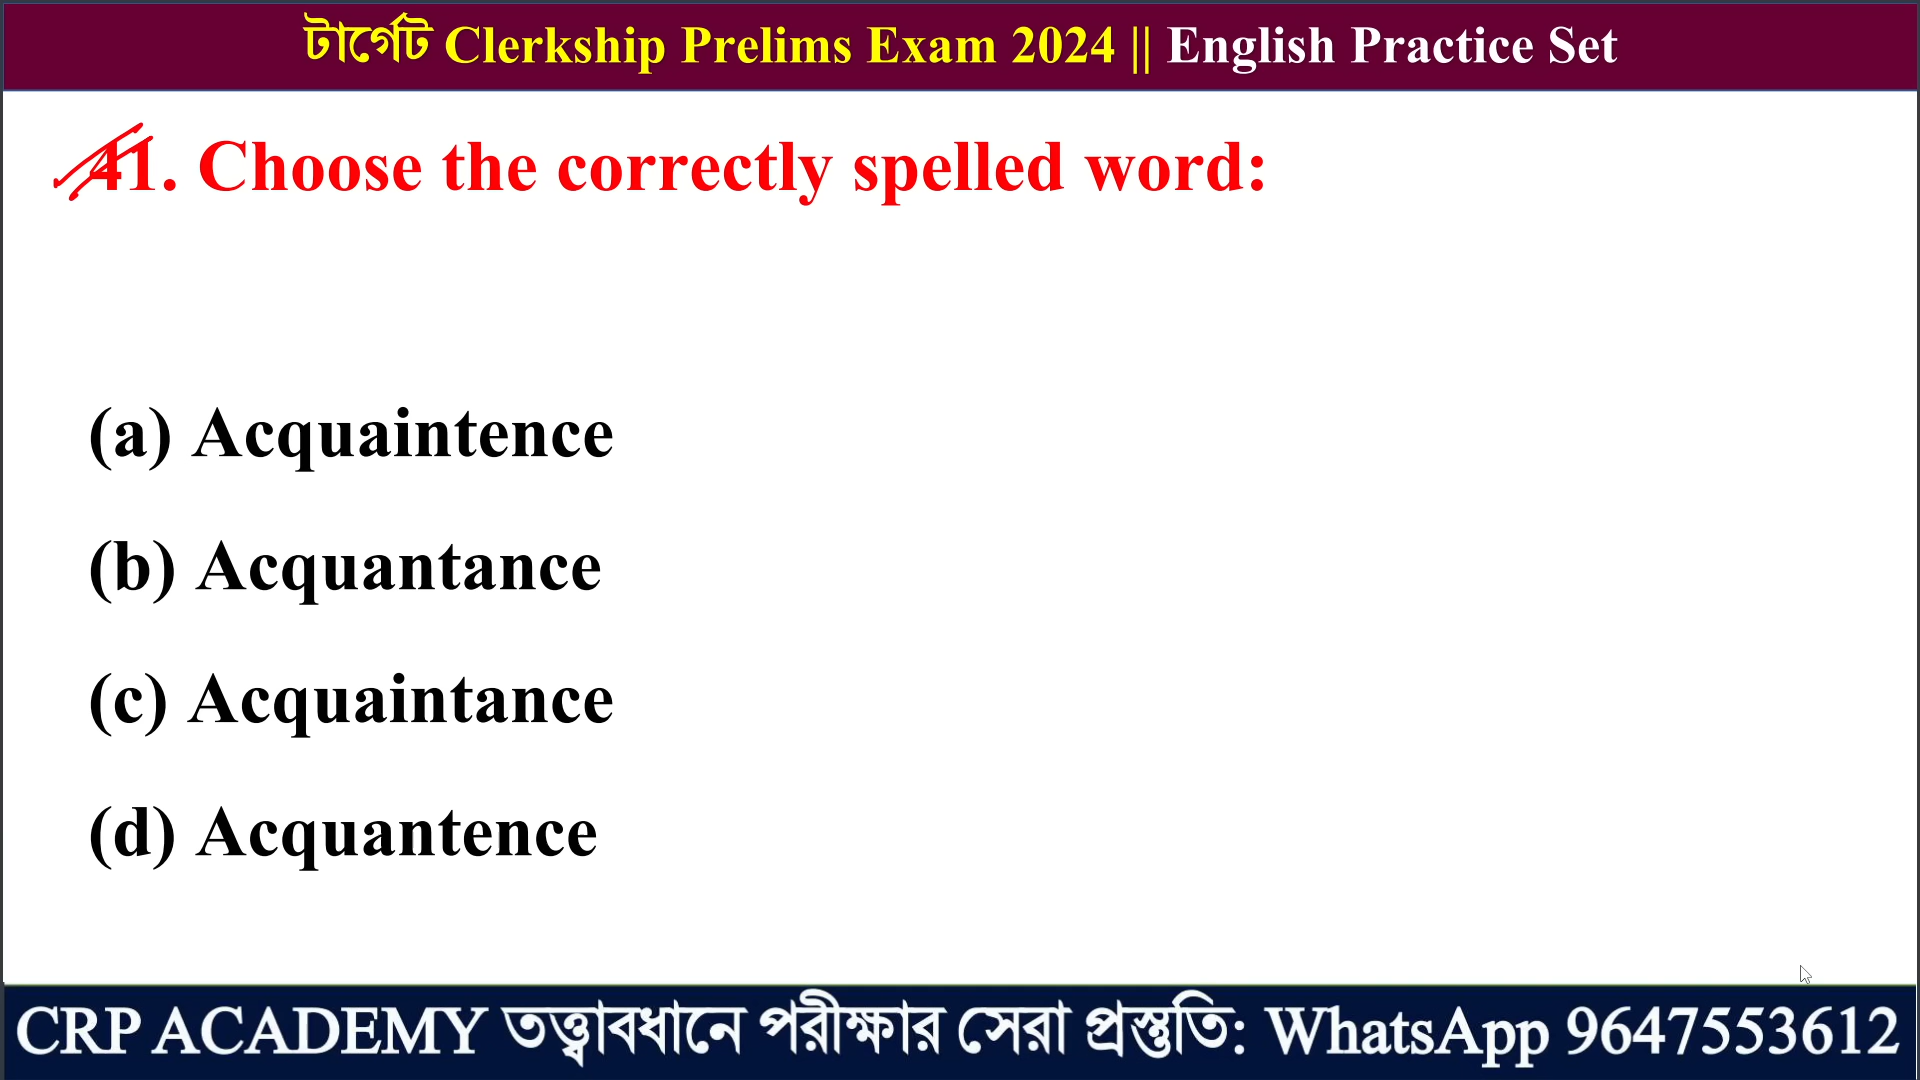 টার্গেট Clerkship Prelims Exam 2024 || English Practice Set
41. Choose the correctly spelled word:
(a) Acquaintence
(b) Acquantance
(c) Acquaintance
(d) Acquantence
CRP ACADEMY তত্ত্বাবধানে পরীক্ষার সেরা প্রস্তুতি: WhatsApp 9647553612